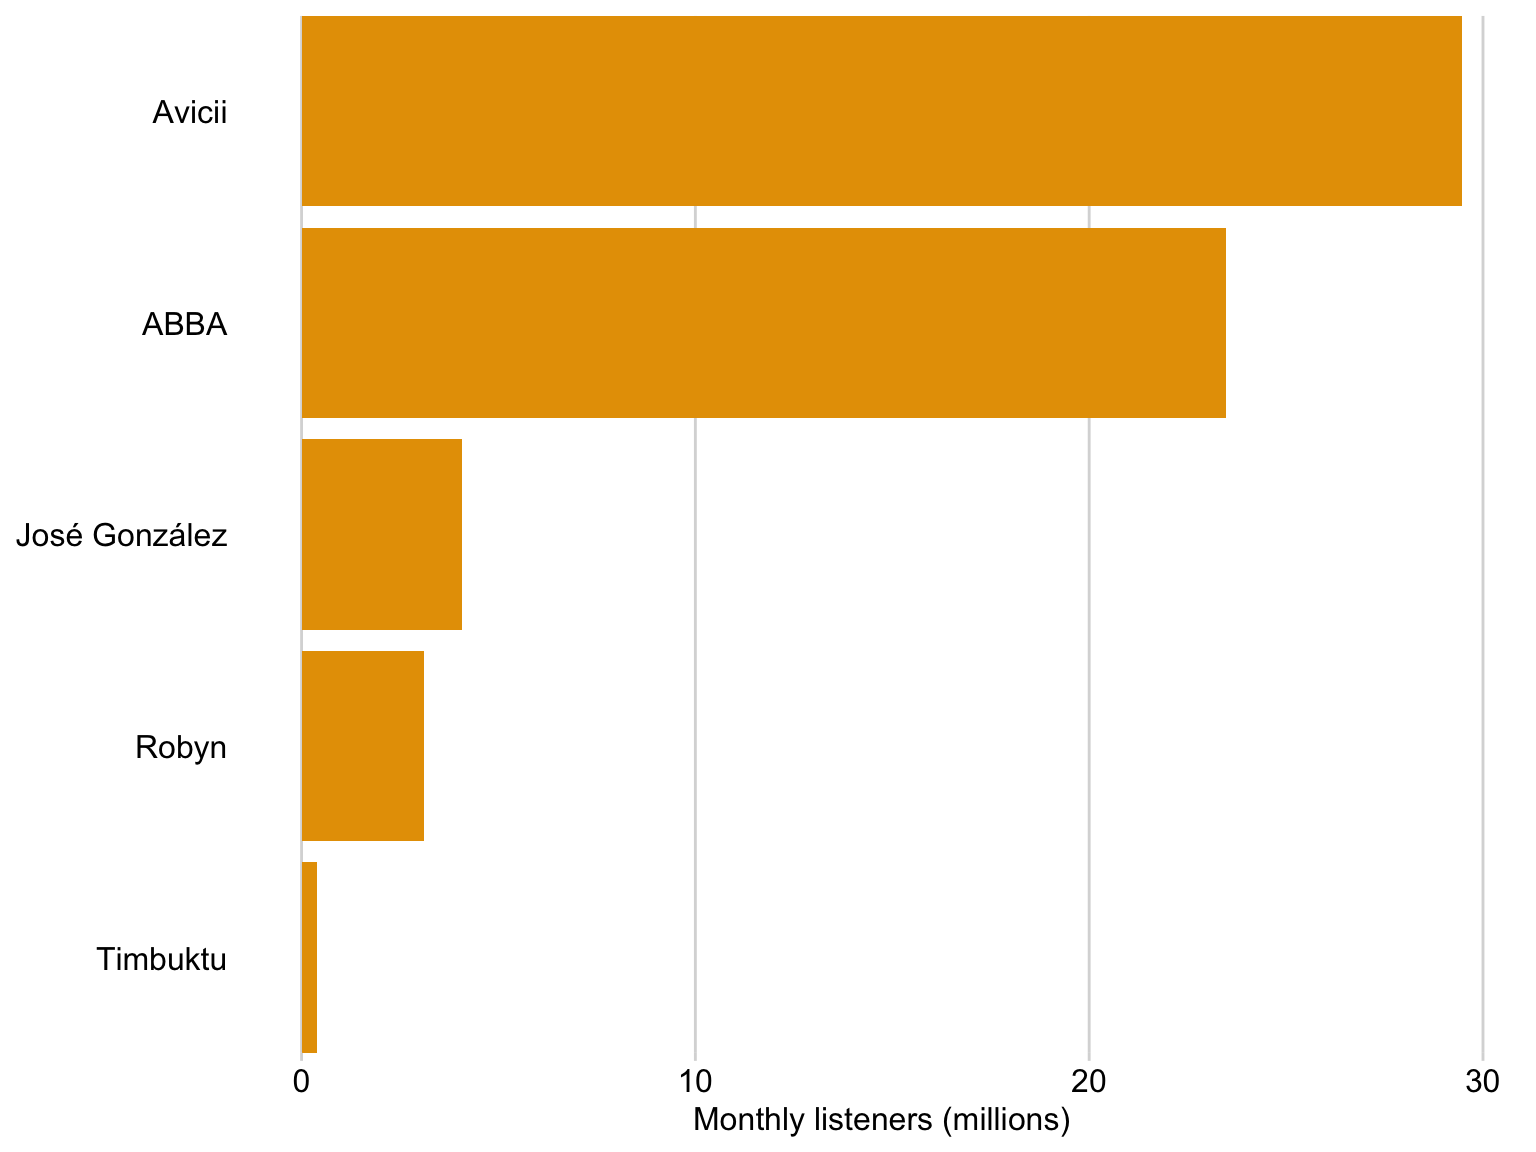 Avicii
ABBA
José González
Robyn
Timbuktu
0 10 20 30
Monthly listeners (millions)